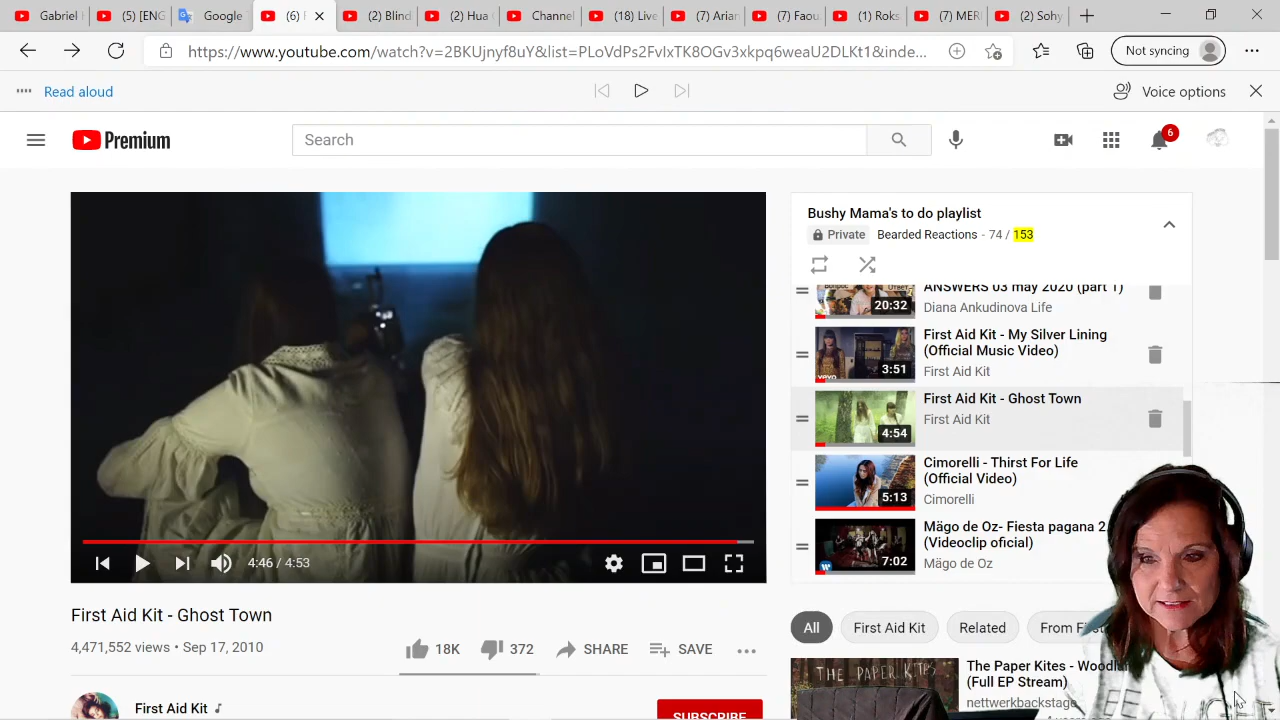 Gabriel
(5) [ENG
Google
(6) F
(2) Blind
(2) Hua
Channel
(18) Live
(7) Aria
(7) Faou
(1) Roks
(7) MER
(2) Sohy
https://www.youtube.com/watch?v=2BKUjnyf8uY&list=PLoVdPs2FvIxTK8OGv3xkpq6weaU2DLKt1&inde...
Not syncing
Read aloud
Voice options
Premium
Search
6
Bushy Mama's to do playlist
Private Bearded Reactions - 74 / 153
ANSWERS 03 may 2020 (part 1)
20:32
Diana Ankudinova Life
First Aid Kit - My Silver Lining
(Official Music Video)
vevo
3:51
First Aid Kit
First Aid Kit - Ghost Town
First Aid Kit
4:54
Cimorelli - Thirst For Life
(Official Video)
5:13
Cimorelli
Mägo de Oz- Fiesta pagana 2.
(Videoclip oficial)
7:02
Mägo de Oz
4:46 / 4:53
First Aid Kit - Ghost Town
4,471,552 views • Sep 17, 2010
18K 372 SHARE SAVE
All First Aid Kit Related From First
THE PAPER KITES
The Paper Kites - Woodla
(Full EP Stream)
nettwerkbackstage
First Aid Kit
SUBSCRIBE